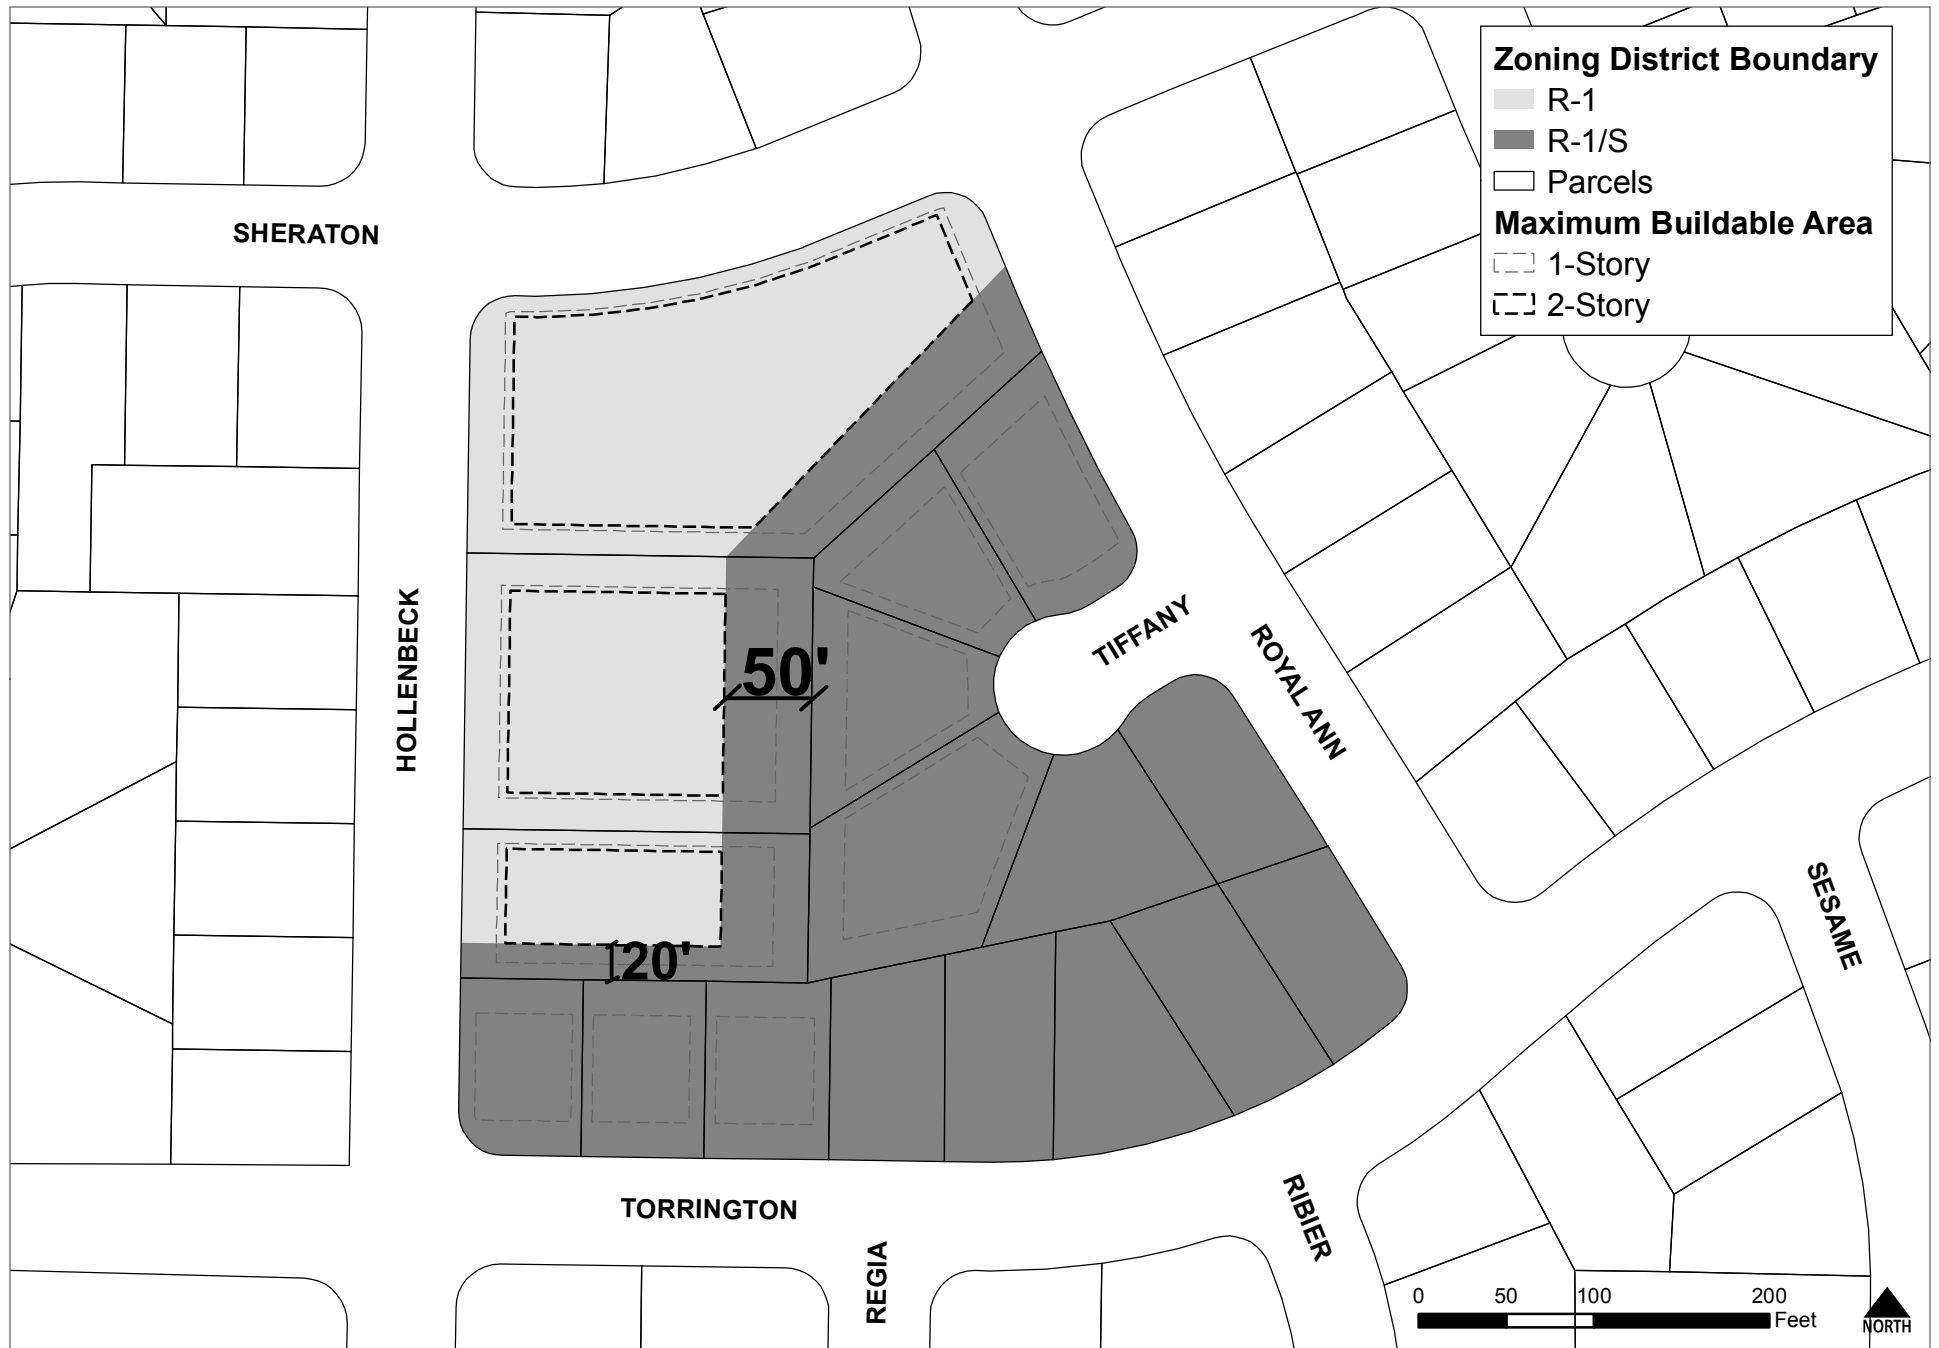 Zoning District Boundary
R-1
R-1/S
Parcels
Maximum Buildable Area
1-Story
2-Story
SHERATON
HOLLENBECK
50'
TIFFANY
ROYAL ANN
20'
SESAME
TORRINGTON
REGIA
RIBIER
0 50 100 200
Feet
NORTH